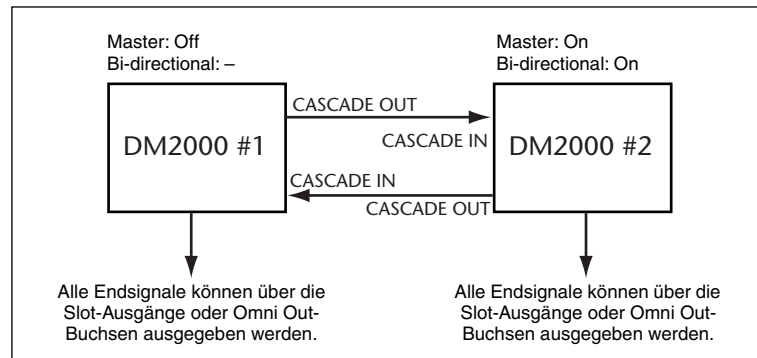 Master: Off
Bi-directional: –
Master: On
Bi-directional: On
DM2000 #1
CASCADE OUT
CASCADE IN
DM2000 #2
CASCADE IN
CASCADE OUT
Alle Endsignale können über die
Slot-Ausgänge oder Omni Out-
Buchsen ausgegeben werden.
Alle Endsignale können über die
Slot-Ausgänge oder Omni Out-
Buchsen ausgegeben werden.